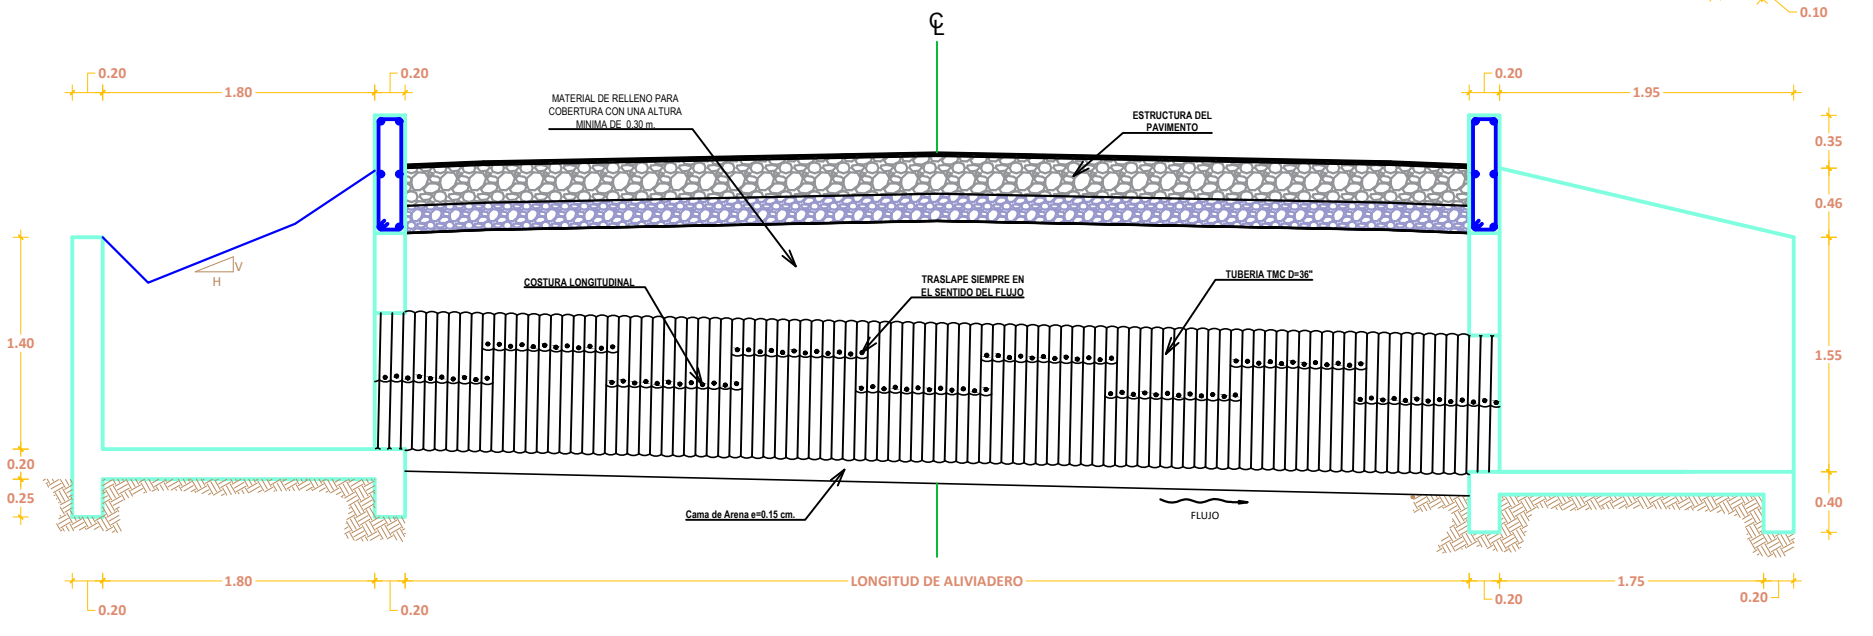 0.10
℄
0.20
1.80
0.20
0.20
1.95
MATERIAL DE RELLENO PARA
COBERTURA CON UNA ALTURA
MINIMA DE 0.30 m.
ESTRUCTURA DEL
PAVIMENTO
0.35
0.46
V
H
COSTURA LONGITUDINAL
TRASLAPE SIEMPRE EN
EL SENTIDO DEL FLUJO
TUBERIA TMC D=36"
1.40
1.55
0.20
0.25
0.40
Cama de Arena e=0.15 cm.
FLUJO
1.80
LONGITUD DE ALIVIADERO
1.75
0.20
0.20
0.20
0.20